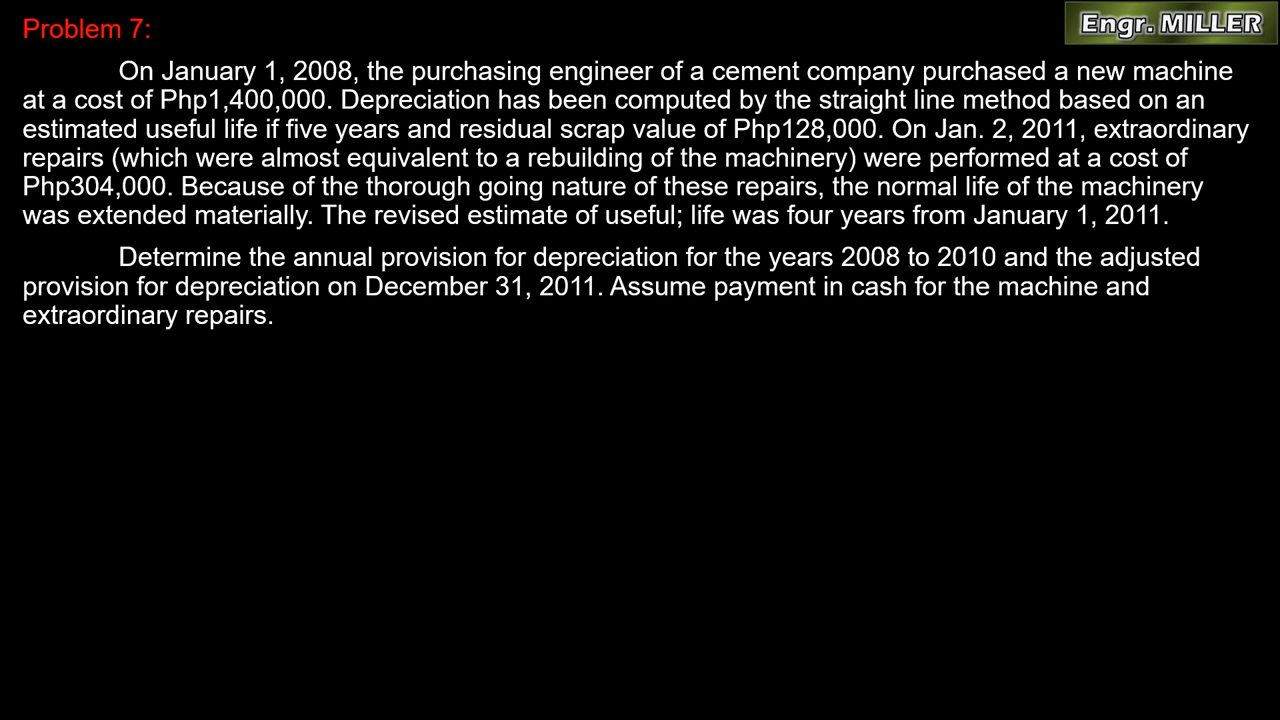 Problem 7:
Engr. MILLER
On January 1, 2008, the purchasing engineer of a cement company purchased a new machine
at a cost of Php1,400,000. Depreciation has been computed by the straight line method based on an
estimated useful life if five years and residual scrap value of Php128,000. On Jan. 2, 2011, extraordinary
repairs (which were almost equivalent to a rebuilding of the machinery) were performed at a cost of
Php304,000. Because of the thorough going nature of these repairs, the normal life of the machinery
was extended materially. The revised estimate of useful; life was four years from January 1, 2011.
Determine the annual provision for depreciation for the years 2008 to 2010 and the adjusted
provision for depreciation on December 31, 2011. Assume payment in cash for the machine and
extraordinary repairs.